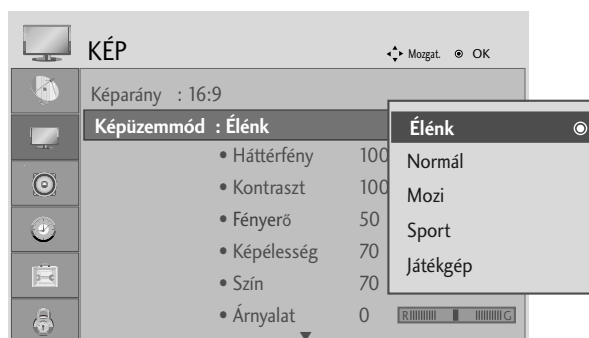 KÉP
Mozgat. OK
Képarány : 16:9
Képüzemmód : Élénk
• Háttérfény 100
• Kontraszt 100
• Fényerő 50
• Képélesség 70
• Szín 70
• Árnyalat 0 R G
Élénk
Normál
Mozi
Sport
Játékgép